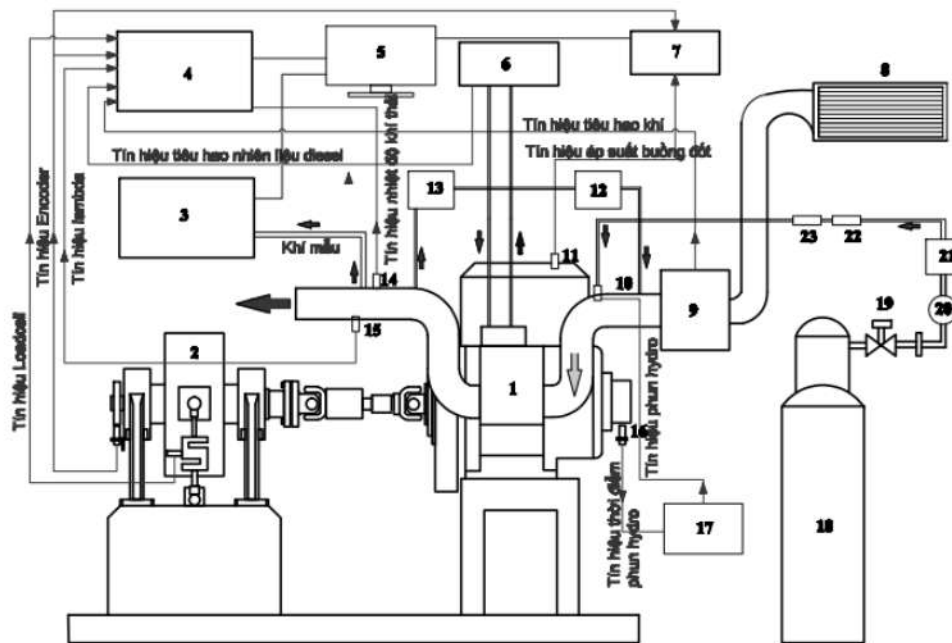 5
7
4
6
8
Tín hiệu tiêu hao khí
Tín hiệu tiêu hao nhiên liệu diesel
Tín hiệu áp suất buồng đốt
Tín hiệu nhiệt độ khí thải
13
12
3
Khí mẫu
23
22
21
Tín hiệu Encoder
Tín hiệu lambda
Tín hiệu Loadcell
14
11
10
9
19
20
15
2
1
Tín hiệu phun hydro
16
Tín hiệu thời điểm
phun hydro
17
18